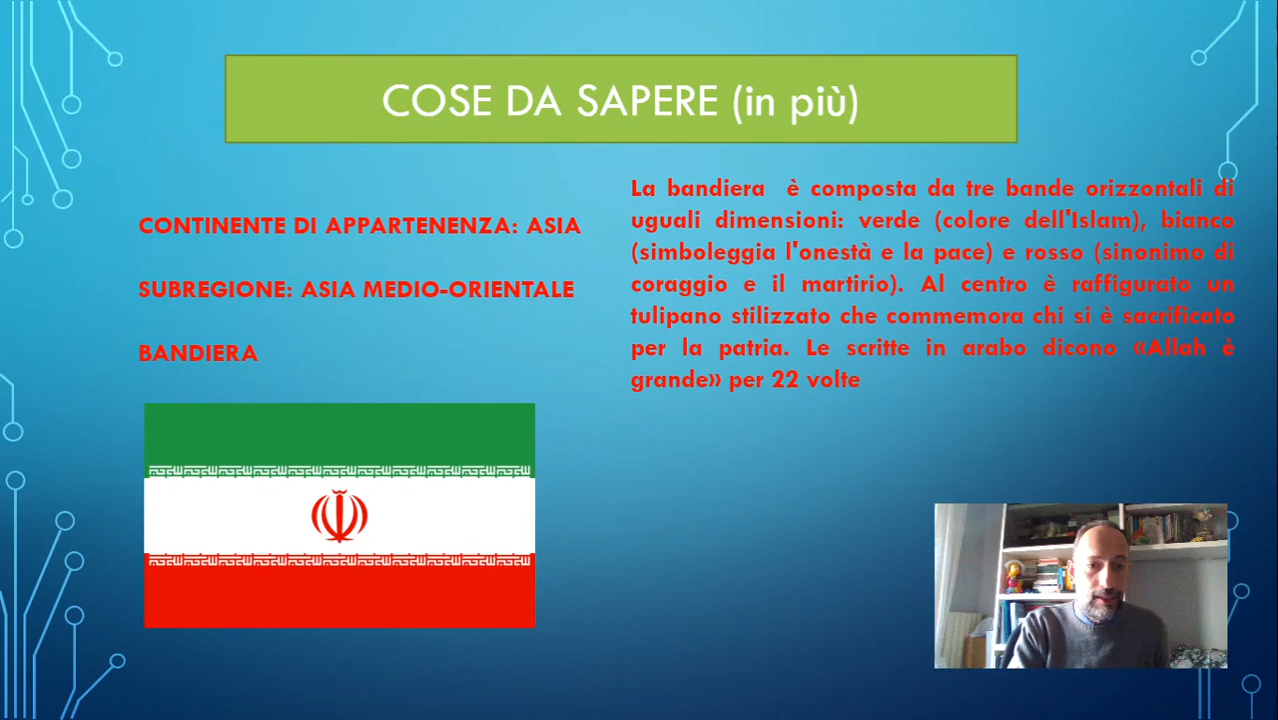 COSE DA SAPERE (in più)
CONTINENTE DI APPARTENENZA: ASIA
SUBREGIONE: ASIA MEDIO-ORIENTALE
BANDIERA
La bandiera è composta da tre bande orizzontali di
uguali dimensioni: verde (colore dell'Islam), bianco
(simboleggia l'onestà e la pace) e rosso (sinonimo di
coraggio e il martirio). Al centro è raffigurato un
tulipano stilizzato che commemora chi si è sacrificato
per la patria. Le scritte in arabo dicono «Allah è
grande» per 22 volte